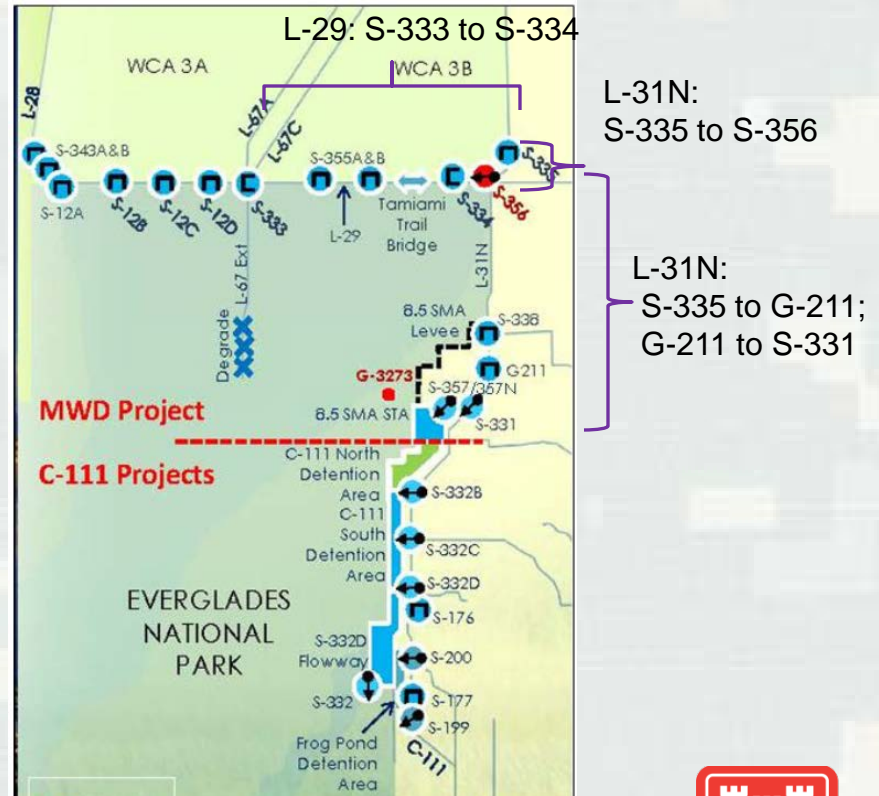 L-29: S-333 to S-334
WCA 3A
WCA 3B
L-28
L-67A
L-67C
L-31N:
S-335 to S-356
S-343A&B
S-355A&B
S-335
S-12A
S-12B
S-12C
S-12D
S-333
L-29
Tamiami
Trail
Bridge
S-334
S-356
L-67 Ext
L-31N
L-31N:
S-335 to G-211;
G-211 to S-331
Degrade
8.5 SMA
Levee
S-338
G211
G-3273
S-357/357N
8.5 SMA STA
S-331
MWD Project
C-111 Projects
C-111 North
Detention
Area
S-332B
C-111
South
Detention
Area
S-332C
S-332D
S-176
EVERGLADES
NATIONAL
PARK
S-332D
Flowway
S-200
S-332
S-177
S-199
Frog Pond
Detention
Area
C-111